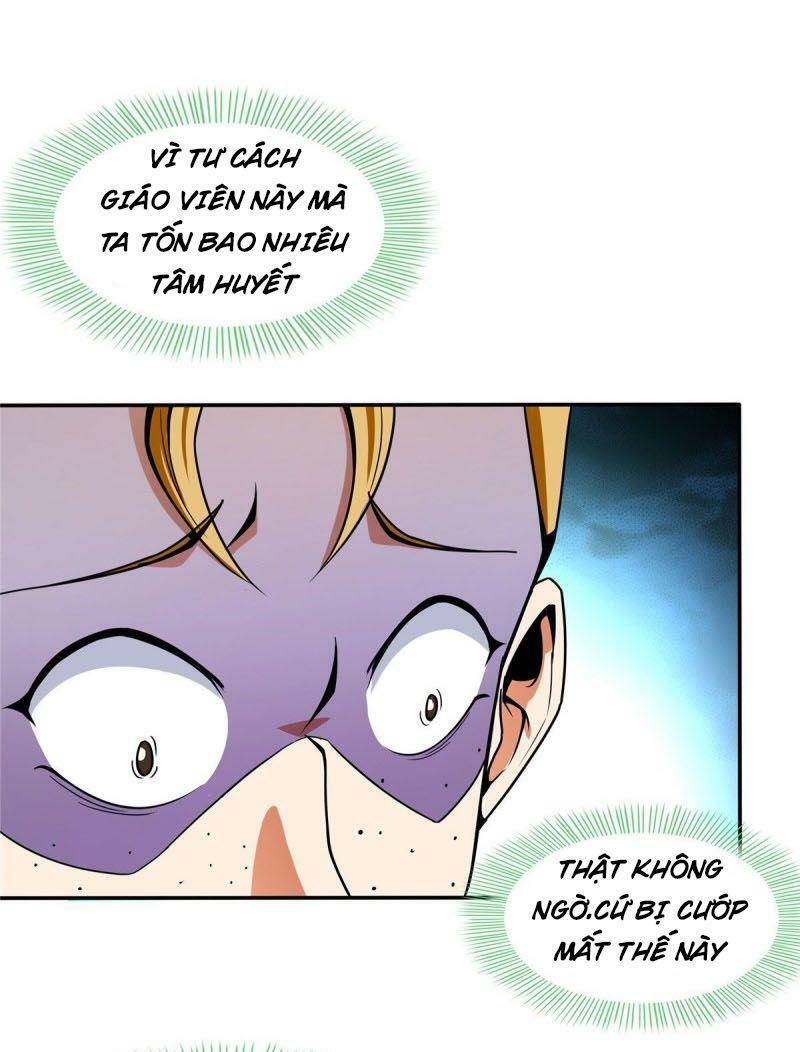 VÌ TƯ CÁCH
GIÁO VIÊN NÀY MÀ
TA TỐN BAO NHIÊU
TÂM HUYẾT
THẬT KHÔNG
NGỜ.CỨ BỊ CƯỚP
MẤT THẾ NÀY